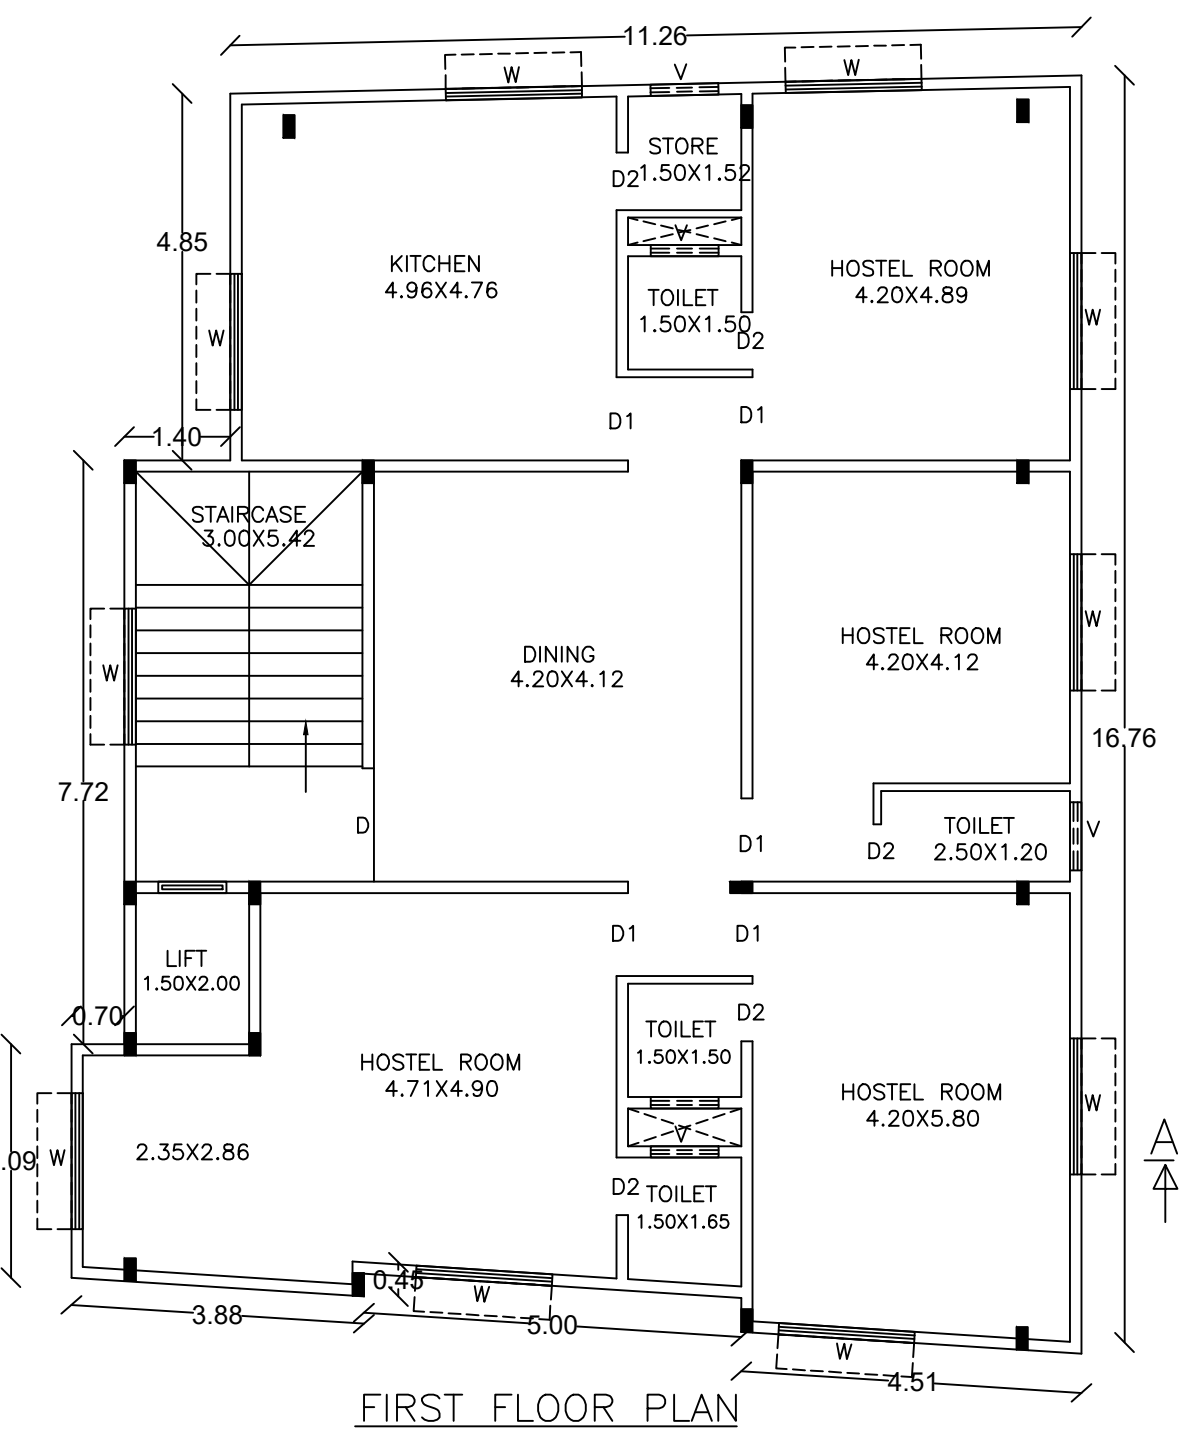 11.26
W
V
W
STORE
1.50X1.52
D2
4.85
V
KITCHEN
4.96X4.76
HOSTEL ROOM
4.20X4.89
TOILET
1.50X1.50
D2
W
W
D1
D1
1.40
STAIRCASE
3.00X5.42
DINING
4.20X4.12
HOSTEL ROOM
4.20X4.12
W
W
16.76
7.72
D
D1
TOILET
2.50X1.20
D2
V
D1
D1
LIFT
1.50X2.00
0.70
D2
TOILET
1.50X1.50
HOSTEL ROOM
4.71X4.90
HOSTEL ROOM
4.20X5.80
W
V
A
2.35X2.86
.09
W
D2
TOILET
1.50X1.65
0.45
W
3.88
5.00
W
4.51
FIRST FLOOR PLAN